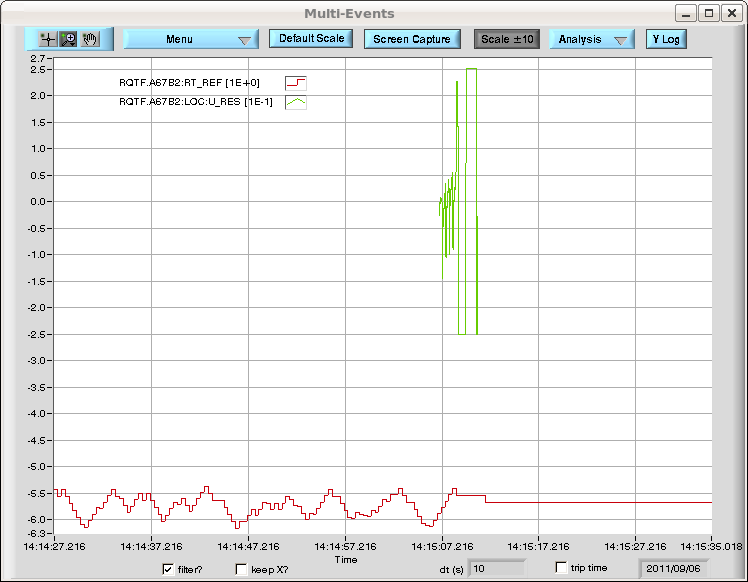 Multi-Events
Menu Default Scale Screen Capture Scale ±10 Analysis Y Log
RQTF.A67B2:RT_REF [1E+0]
RQTF.A67B2:LOC:U_RES [1E-1]
2.7
2.5
2.0
1.5
1.0
0.5
0.0
-0.5
-1.0
-1.5
-2.0
-2.5
-3.0
-3.5
-4.0
-4.5
-5.0
-5.5
-6.0
-6.3
14:14:27.216 14:14:37.216 14:14:47.216 14:14:57.216 14:15:07.216 14:15:17.216 14:15:27.216 14:15:35.018
Time
filter? keep X? dt (s) 10 trip time 2011/09/06